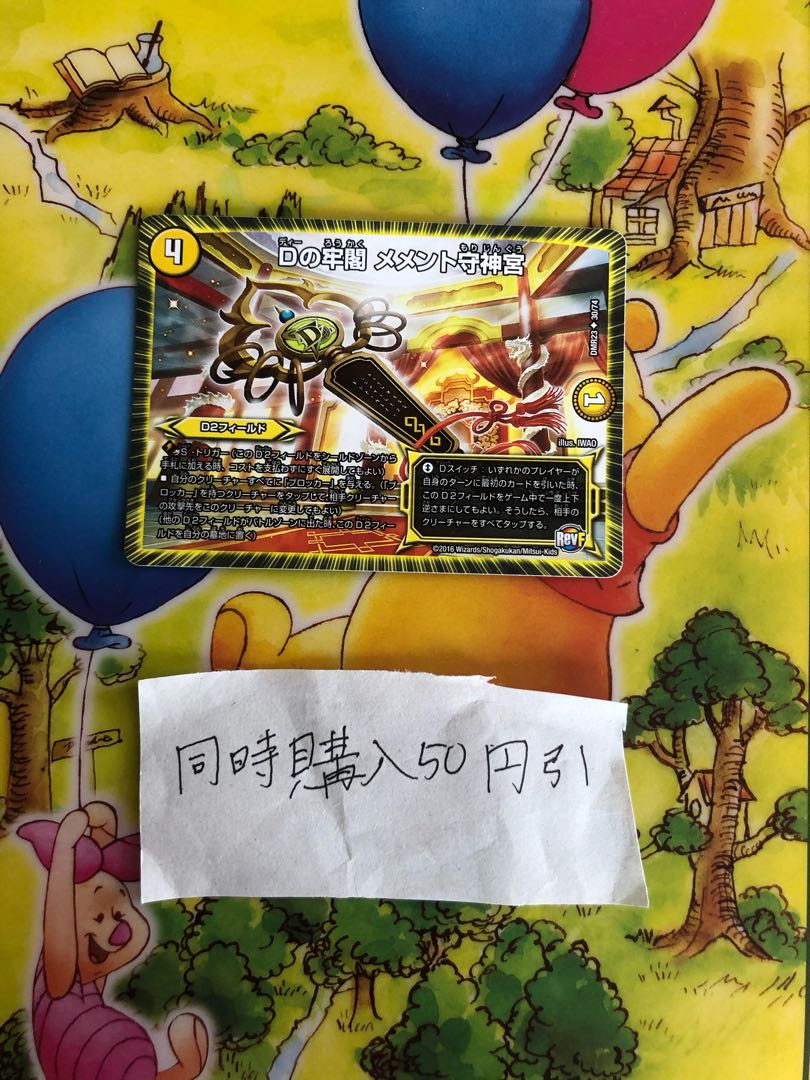 4
ディー ろうかく もりじんぐう
Dの牢閣 メメント守神宮
DMR23 ◆ 30/74
1
illus. IWAO
D2フィールド
S・トリガー（このD2フィールドをシールドゾーンから
手札に加える時、コストを支払わずにすぐ展開してもよい）
■ 自分のクリーチャーすべてに「ブロッカー」を与える。（「ブ
ロッカー」を持つクリーチャーをタップして、相手クリーチャー
の攻撃先をこのクリーチャーに変更してもよい）
（他のD2フィールドがバトルゾーンに出た時、このD2フィー
ルドを自分の墓地に置く）
Dスイッチ：いずれかのプレイヤーが
自身のターンに最初のカードを引いた時、
このD2フィールドをゲーム中で一度上下
逆さまにしてもよい。そうしたら、相手の
クリーチャーをすべてタップする。
RevF
©2016 Wizards/Shogakukan/Mitsui-Kids
同時購入50円引